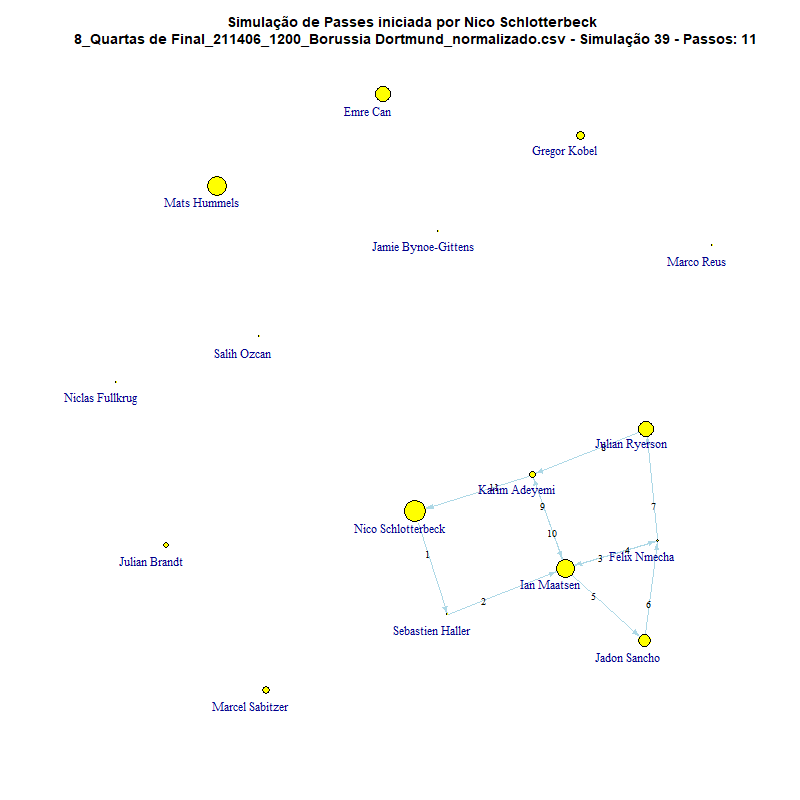 Simulação de Passes iniciada por Nico Schlotterbeck
8_Quartas de Final_211406_1200_Borussia Dortmund_normalizado.csv - Simulação 39 - Passos: 11
Emre Can
Gregor Kobel
Mats Hummels
Jamie Bynoe-Gittens
Marco Reus
Salih Ozcan
Niclas Fullkrug
Julian Ryerson
8
Karim Adeyemi
11
9
7
Nico Schlotterbeck
10
1
4
3
Felix Nmecha
Julian Brandt
Ian Maatsen
5
2
6
Sebastien Haller
Jadon Sancho
Marcel Sabitzer